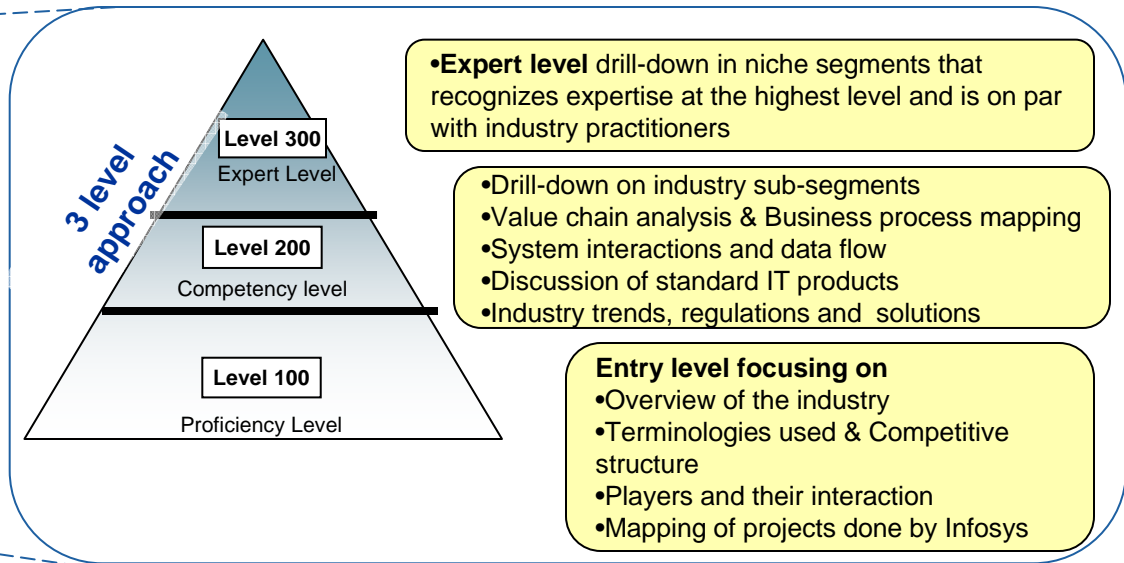 3 level
approach
Level 300
Expert Level
Level 200
Competency level
Level 100
Proficiency Level
•Expert level drill-down in niche segments that
recognizes expertise at the highest level and is on par
with industry practitioners
•Drill-down on industry sub-segments
•Value chain analysis & Business process mapping
•System interactions and data flow
•Discussion of standard IT products
•Industry trends, regulations and solutions
Entry level focusing on
•Overview of the industry
•Terminologies used & Competitive
structure
•Players and their interaction
•Mapping of projects done by Infosys